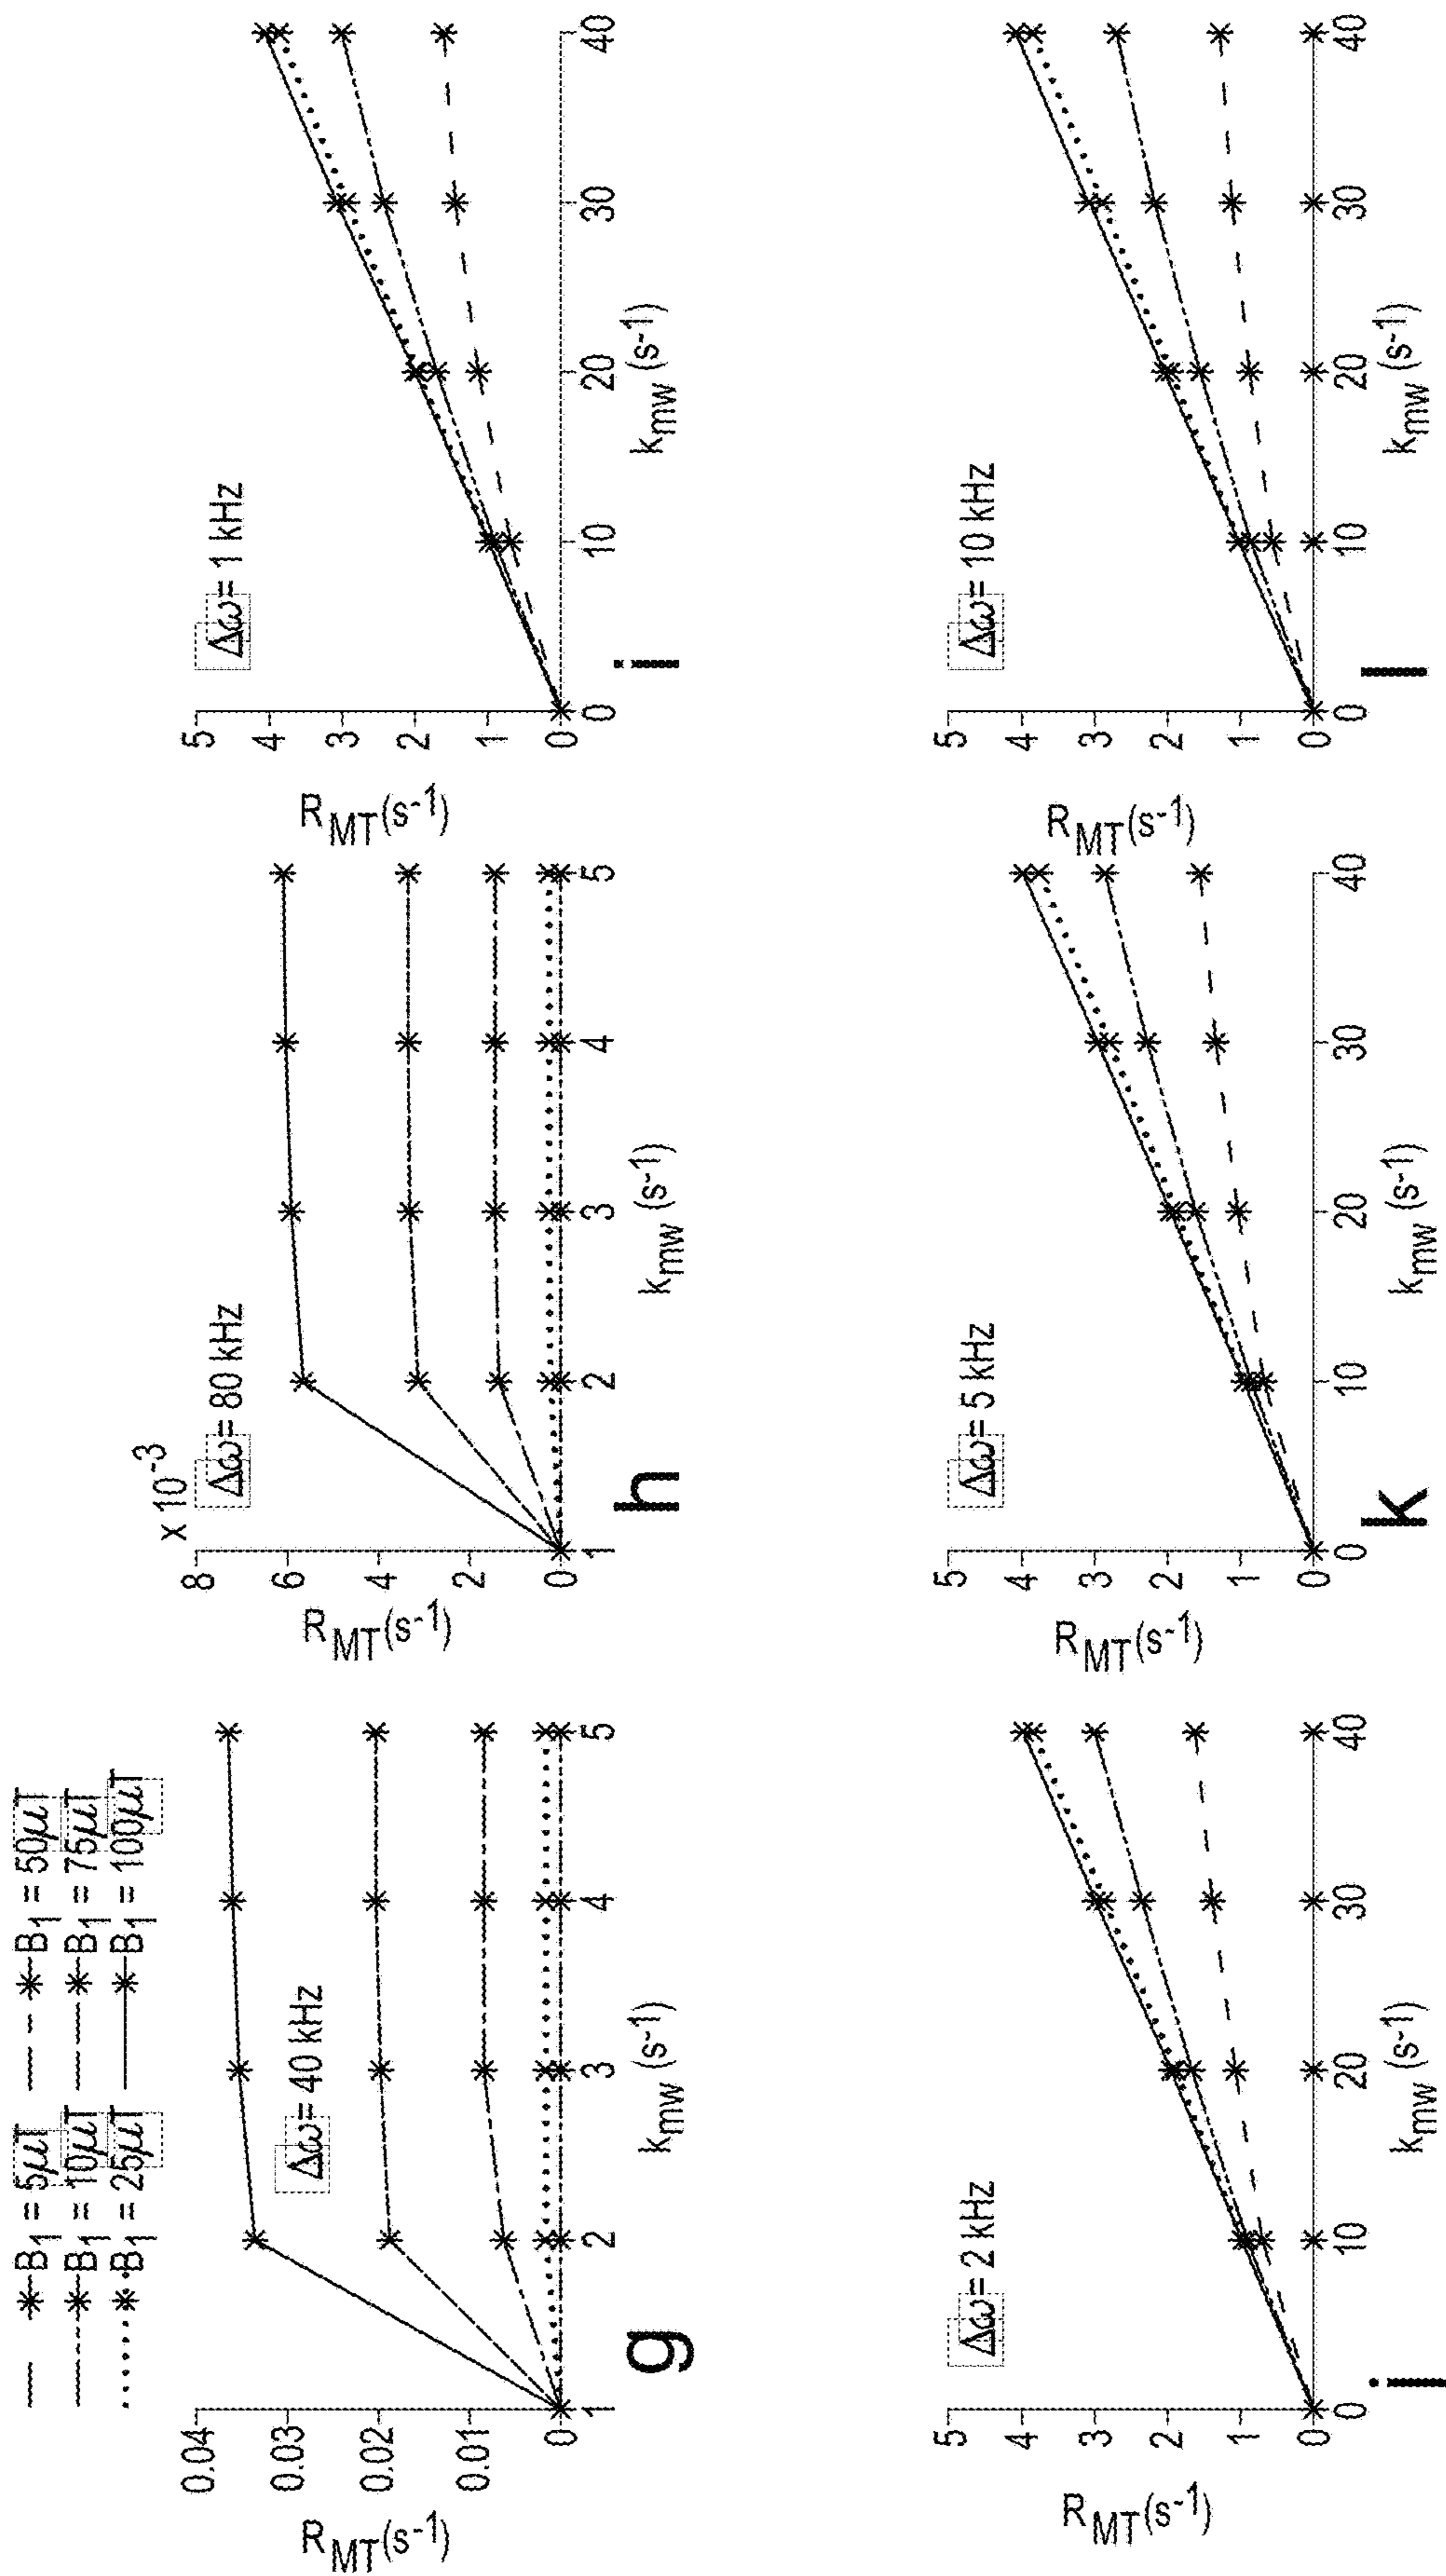 B1 = 5μT
B1 = 10μT
B1 = 25μT
B1 = 50μT
B1 = 75μT
B1 = 100μT
0.04
0.03
0.02
0.01
0
RMT(s-1)
Δω= 40 kHz
1 2 3 4 5
kmw (s-1)
g
x 10-3
8
6
4
2
0
RMT(s-1)
Δω= 80 kHz
1 2 3 4 5
kmw (s-1)
h
5
4
3
2
1
0
RMT(s-1)
Δω= 1 kHz
0 10 20 30 40
kmw (s-1)
i
5
4
3
2
1
0
RMT(s-1)
Δω= 2 kHz
0 10 20 30 40
kmw (s-1)
j
5
4
3
2
1
0
RMT(s-1)
Δω= 5 kHz
0 10 20 30 40
kmw (s-1)
k
5
4
3
2
1
0
RMT(s-1)
Δω= 10 kHz
0 10 20 30 40
kmw (s-1)
l